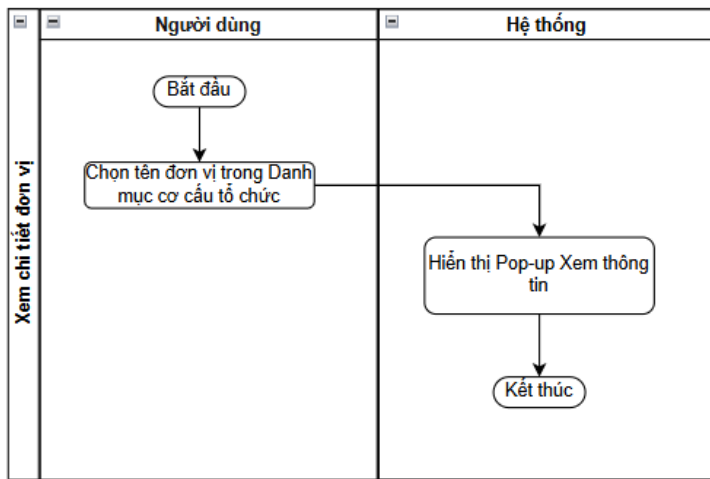 Người dùng
Hệ thống
Xem chi tiết đơn vị
Bắt đầu
Chọn tên đơn vị trong Danh
mục cơ cấu tổ chức
Hiển thị Pop-up Xem thông
tin
Kết thúc